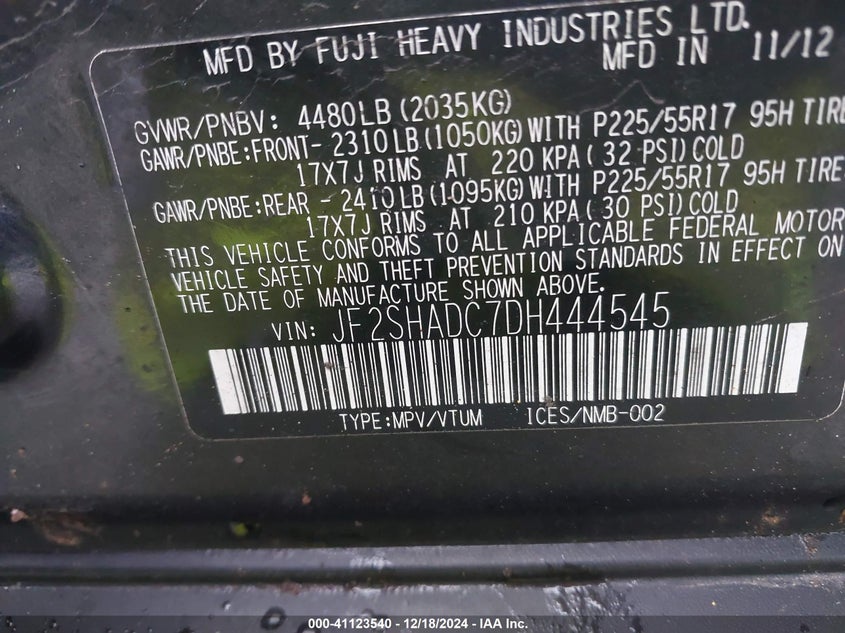 MFD BY FUJI HEAVY INDUSTRIES LTD.
MFD IN 11/12
GVWR/PNBV: 4480LB(2035KG)
GAWR/PNBE:FRONT-2310LB(1050KG)WITH P225/55R17 95H TIRE
17X7J RIMS AT 220 KPA(32 PSI)COLD
GAWR/PNBE:REAR -2410LB(1095KG)WITH P225/55R17 95H TIRE
17X7J RIMS AT 210 KPA(30 PSI)COLD
THIS VEHICLE CONFORMS TO ALL APPLICABLE FEDERAL MOTOR
VEHICLE SAFETY AND THEFT PREVENTION STANDARDS IN EFFECT ON
THE DATE OF MANUFACTURE SHOWN ABOVE.
VIN: JF2SHADC7DH444545
TYPE:MPV/VTUM ICES/NMB-002
000-41123540 - 12/18/2024 - IAA Inc.